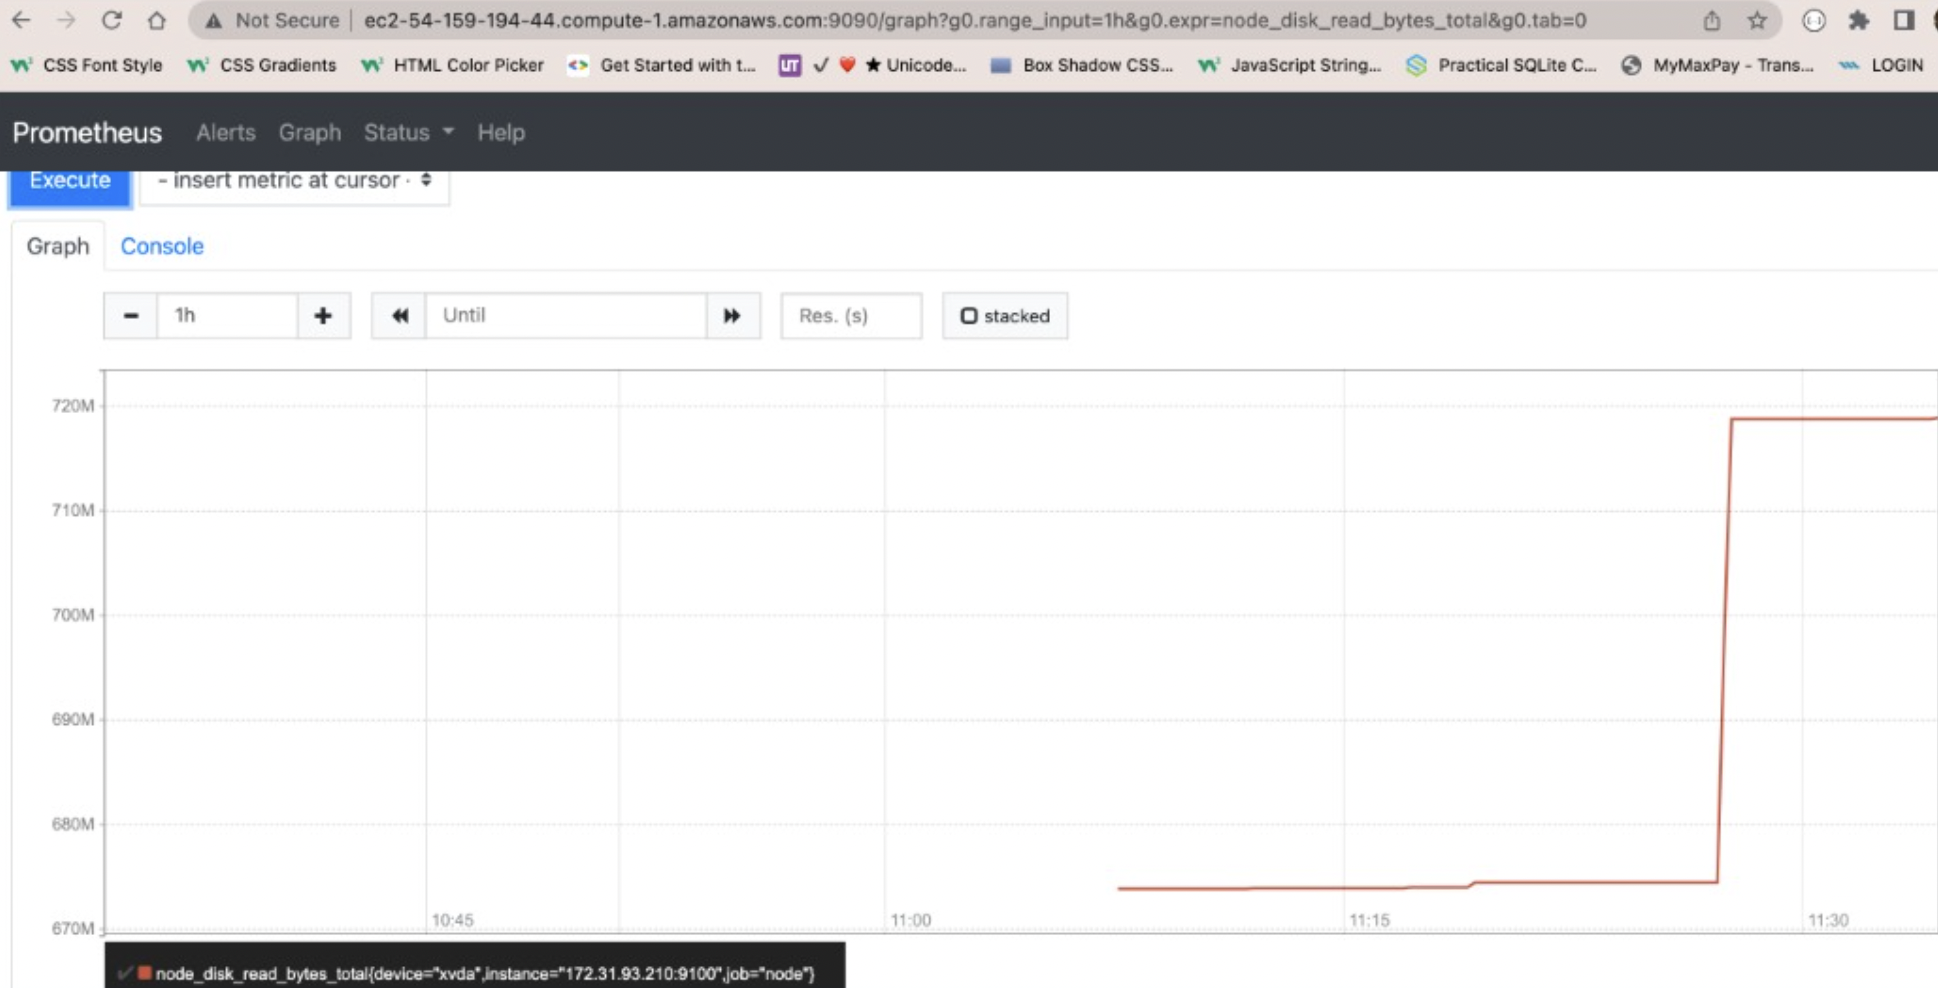 Not Secure | ec2-54-159-194-44.compute-1.amazonaws.com:9090/graph?g0.range_input=1h&g0.expr=node_disk_read_bytes_total&g0.tab=0
CSS Font Style CSS Gradients HTML Color Picker Get Started with t... UT ✓ ❤ ★ Unicode... Box Shadow CSS... JavaScript String... Practical SQLite C... MyMaxPay - Trans... LOGIN
Prometheus Alerts Graph Status Help
Execute - insert metric at cursor -
Graph Console
1h Until Res. (s) stacked
720M
710M
700M
690M
680M
670M
10:45 11:00 11:15 11:30
node_disk_read_bytes_total{device="xvda",instance="172.31.93.210:9100",job="node"}